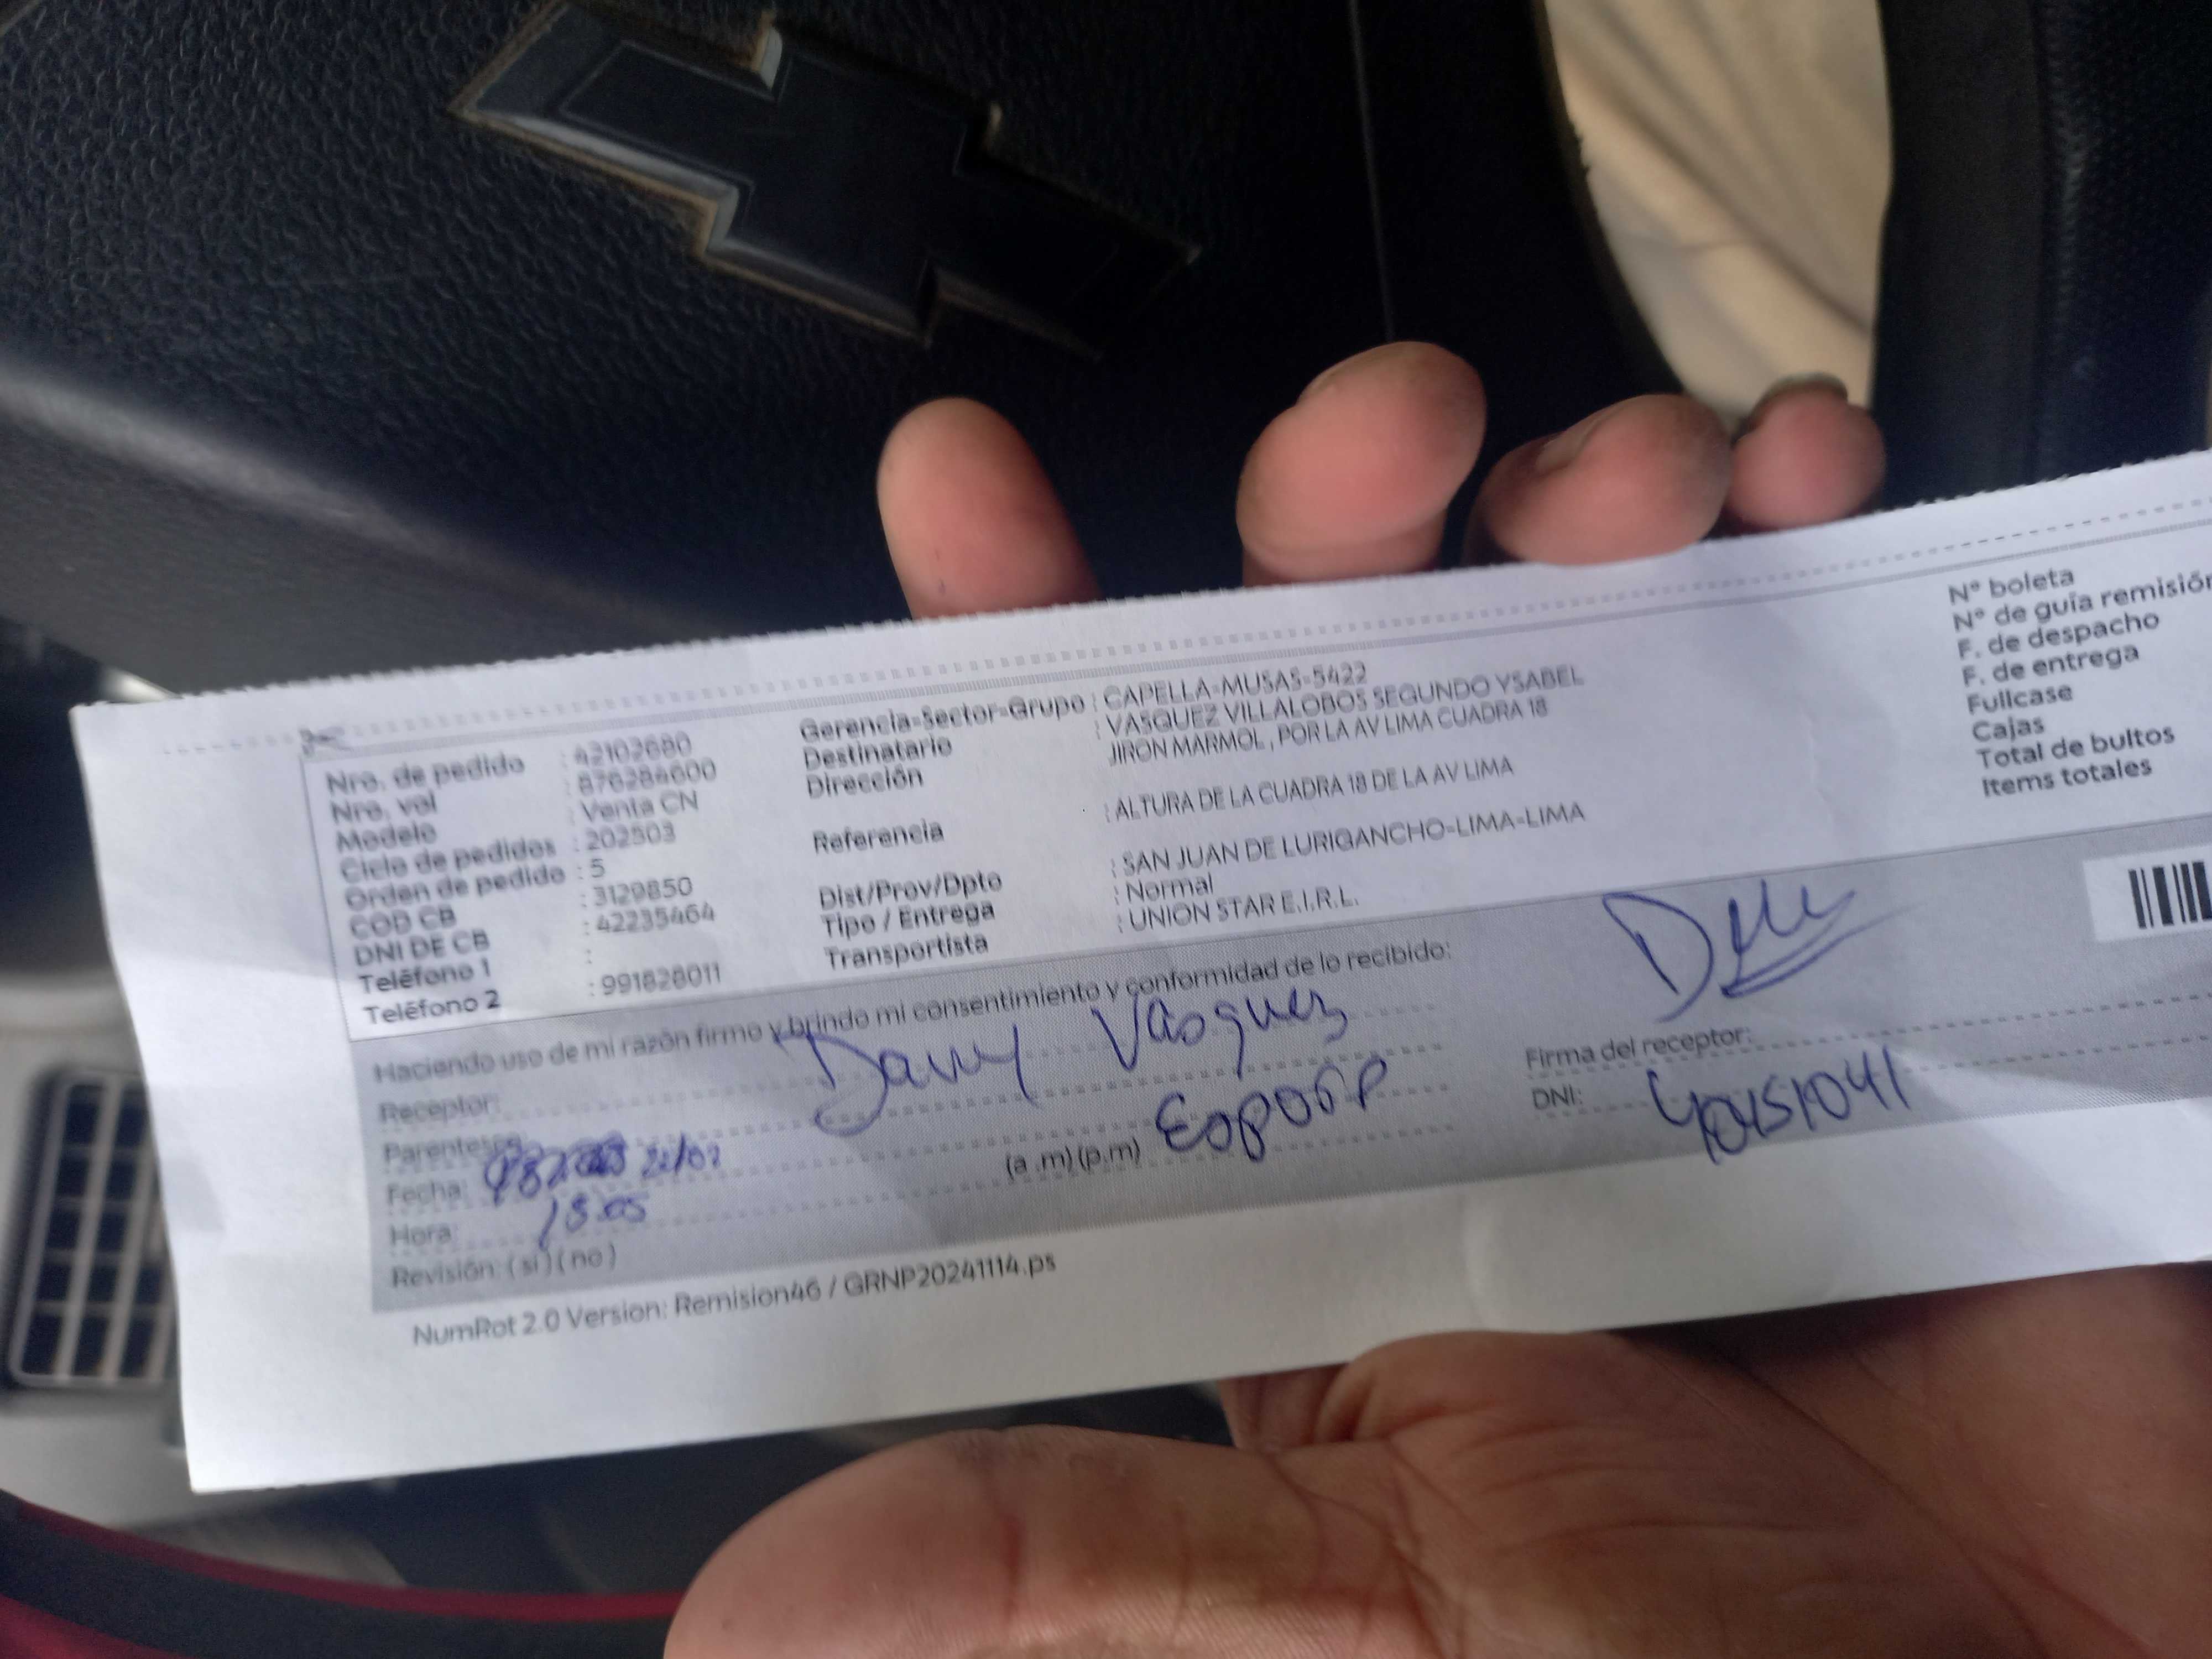 Nro. de pedido : 42102680
Nro. vol : 876284600
Modelo : Venta CN
Ciclo de pedidos : 202503
Orden de pedido : 5
COD CB : 3129850
DNI DE CB : 42235464
Teléfono 1 :
Teléfono 2 : 991828011
Gerencia-Sector-Grupo : CAPELLA-MUSAS-5422
Destinatario : VASQUEZ VILLALOBOS SEGUNDO YSABEL
Dirección JIRON MARMOL , POR LA AV LIMA CUADRA 18
Referencia : ALTURA DE LA CUADRA 18 DE LA AV LIMA
Dist/Prov/Dpto : SAN JUAN DE LURIGANCHO-LIMA-LIMA
Tipo / Entrega : Normal
Transportista : UNION STAR E.I.R.L.
N° boleta
N° de guía remisión
F. de despacho
F. de entrega
Fullcase
Cajas
Total de bultos
Items totales
Haciendo uso de mi razón firmo y brindo mi consentimiento y conformidad de lo recibido:
Receptor: Vasquez
Parentesco:
Fecha:
Hora: (a .m) (p.m)
Revisión: ( si ) ( no )
Firma del receptor:
DNI:
NumRot 2.0 Version: Remision46 / GRNP20241114.ps